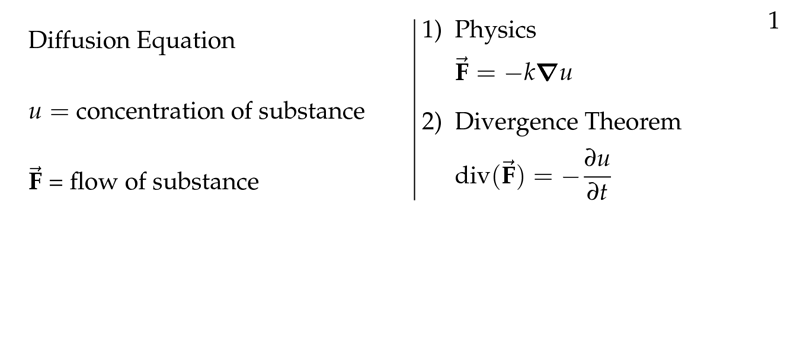 1
Diffusion Equation
u = concentration of substance
F⃗ = flow of substance
1) Physics
F⃗ = −k∇u
2) Divergence Theorem
div(F⃗) = −∂u/∂t